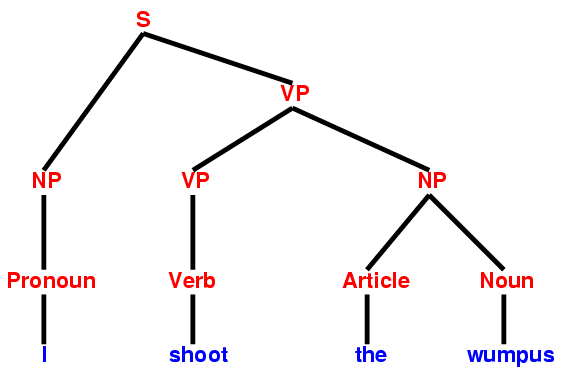 S
VP
NP VP NP
Pronoun Verb Article Noun
I shoot the wumpus